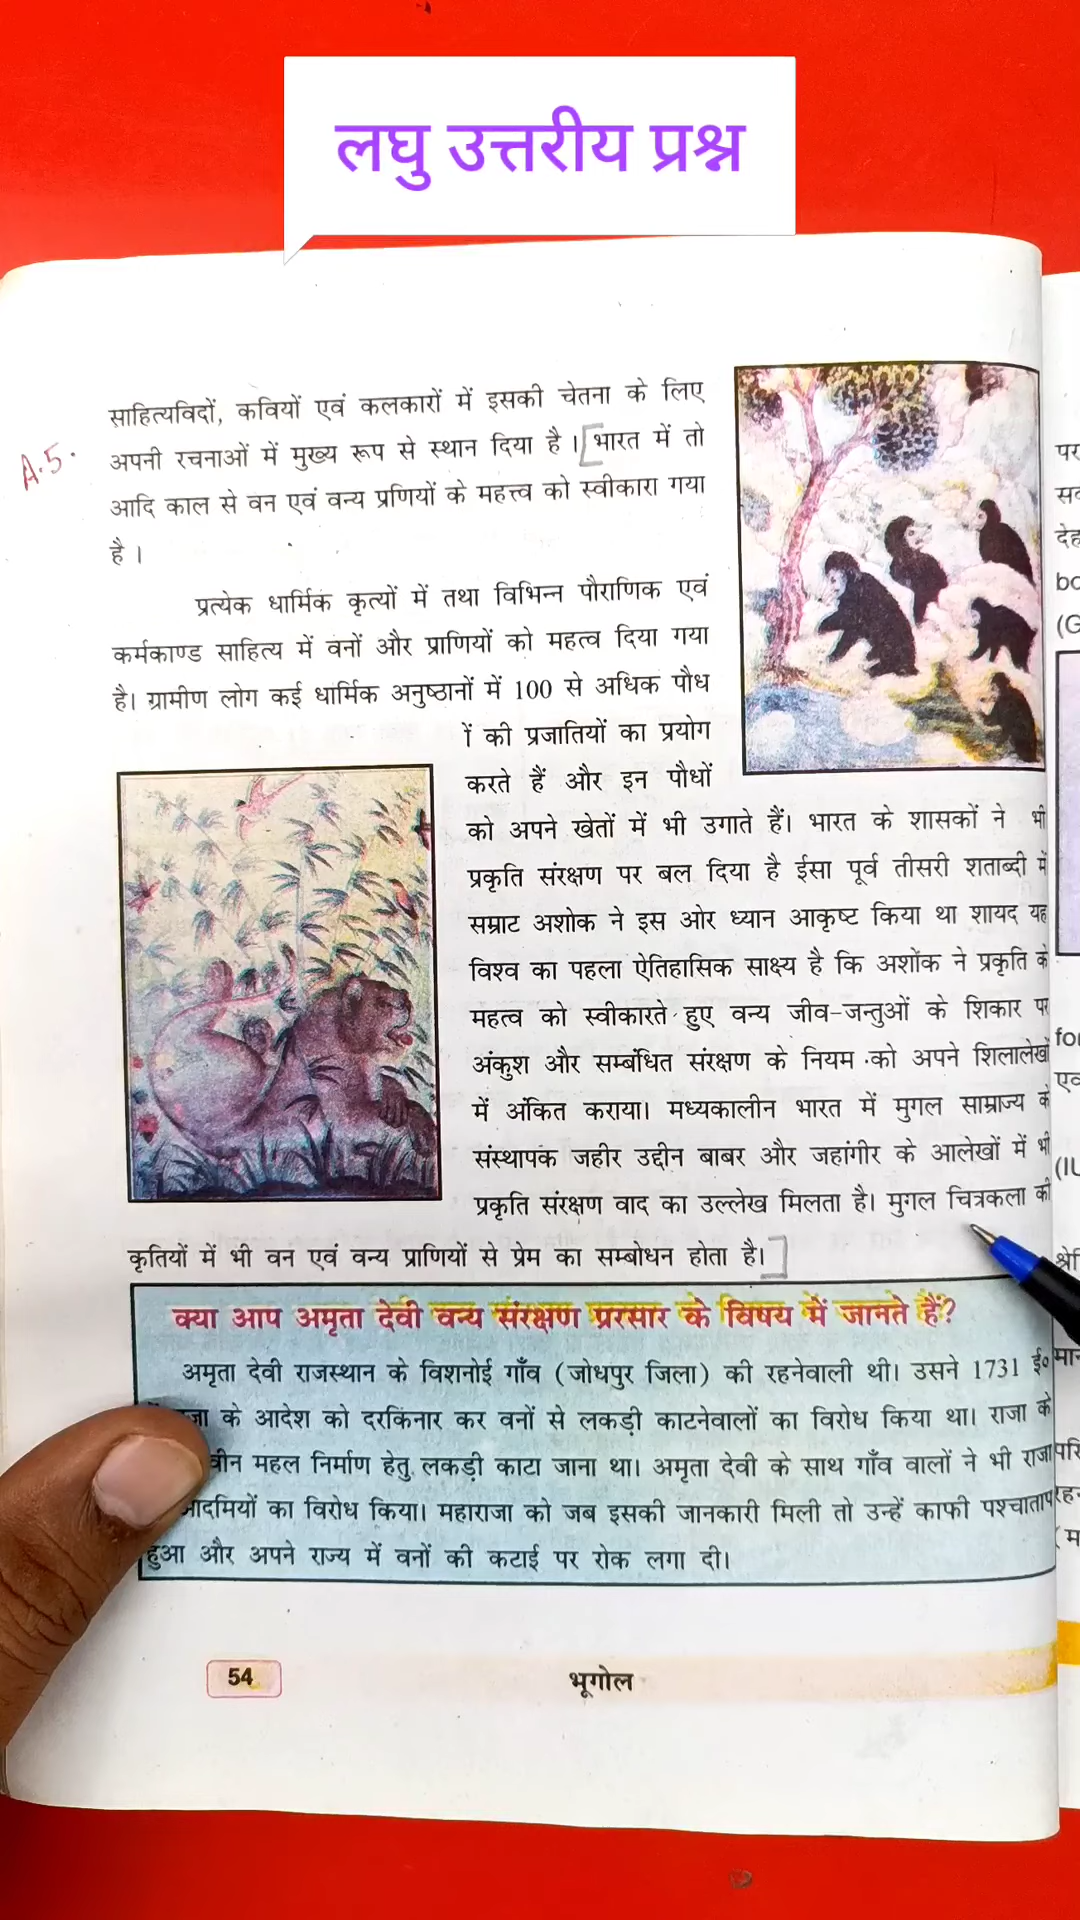 लघु उत्तरीय प्रश्न
साहित्यविदों, कवियों एवं कलकारों में इसकी चेतना के लिए
A.5.
अपनी रचनाओं में मुख्य रूप से स्थान दिया है । [भारत में तो
आदि काल से वन एवं वन्य प्रणियों के महत्त्व को स्वीकारा गया
है ।
प्रत्येक धार्मिक कृत्यों में तथा विभिन्न पौराणिक एवं
कर्मकाण्ड साहित्य में वनों और प्राणियों को महत्व दिया गया
है। ग्रामीण लोग कई धार्मिक अनुष्ठानों में 100 से अधिक पौध
ों की प्रजातियों का प्रयोग
करते हैं और इन पौधों
को अपने खेतों में भी उगाते हैं। भारत के शासकों ने भी
प्रकृति संरक्षण पर बल दिया है ईसा पूर्व तीसरी शताब्दी में
सम्राट अशोक ने इस ओर ध्यान आकृष्ट किया था शायद यह
विश्व का पहला ऐतिहासिक साक्ष्य है कि अशोंक ने प्रकृति के
महत्व को स्वीकारते हुए वन्य जीव-जन्तुओं के शिकार पर
अंकुश और सम्बंधित संरक्षण के नियम को अपने शिलालेखों
में अंकित कराया। मध्यकालीन भारत में मुगल साम्राज्य के
संस्थापक जहीर उद्दीन बाबर और जहांगीर के आलेखों में भी
प्रकृति संरक्षण वाद का उल्लेख मिलता है। मुगल चित्रकला की
कृतियों में भी वन एवं वन्य प्राणियों से प्रेम का सम्बोधन होता है।]
क्या आप अमृता देवी वन्य संरक्षण प्ररसार के विषय में जानते हैं?
अमृता देवी राजस्थान के विशनोई गाँव (जोधपुर जिला) की रहनेवाली थी। उसने 1731 ई०
के आदेश को दरकिनार कर वनों से लकड़ी काटनेवालों का विरोध किया था। राजा के
महल निर्माण हेतु लकड़ी काटा जाना था। अमृता देवी के साथ गाँव वालों ने भी राजा
का विरोध किया। महाराजा को जब इसकी जानकारी मिली तो उन्हें काफी पश्चाताप
हुआ और अपने राज्य में वनों की कटाई पर रोक लगा दी।
54
भूगोल